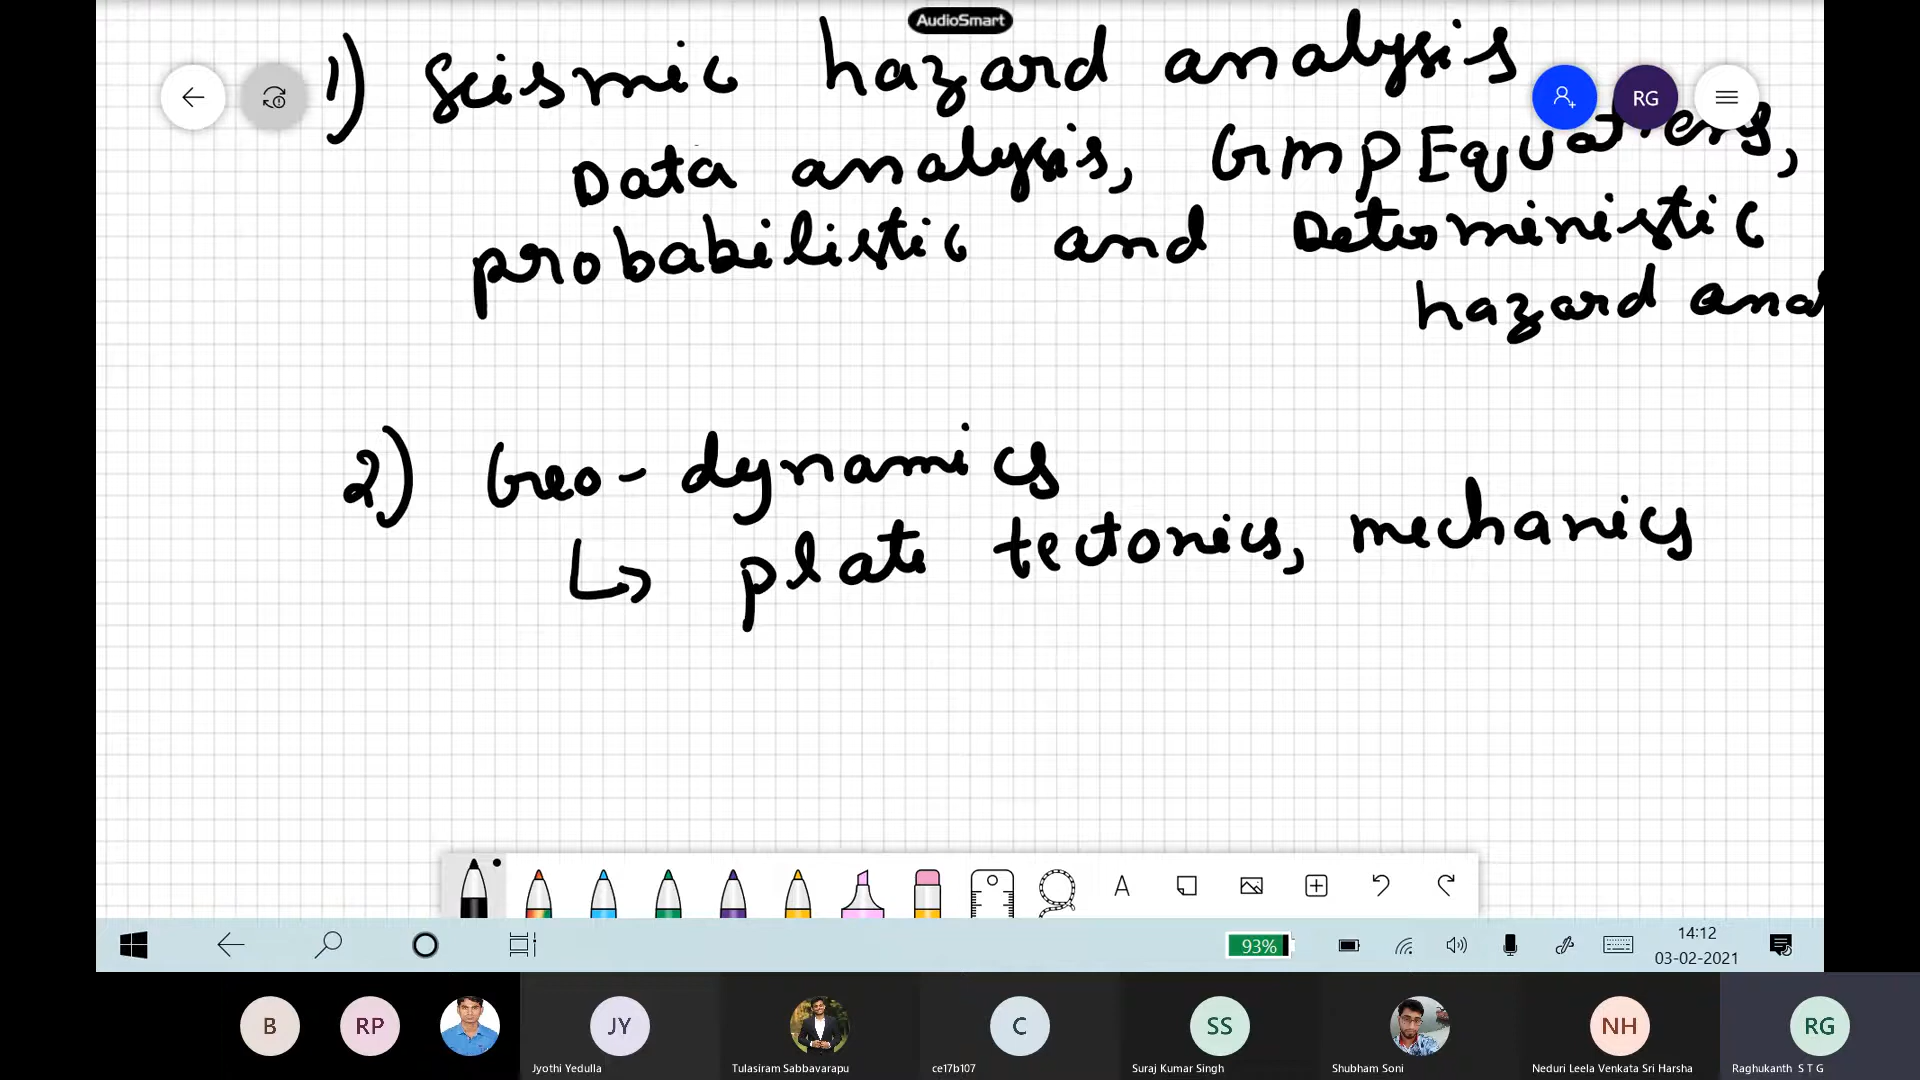 AudioSmart
1) Seismic hazard analysis
RG
Data analysis, GmpEquations,
probabilistic and Deterministic
hazard anal
2) Geo-dynamics
↳ plate tectonics, mechanics
A
93%
14:12
03-02-2021
B RP JY C SS NH RG
Jyothi Yedulla Tulasiram Sabbavarapu ce17b107 Suraj Kumar Singh Shubham Soni Neduri Leela Venkata Sri Harsha Raghukanth S T G